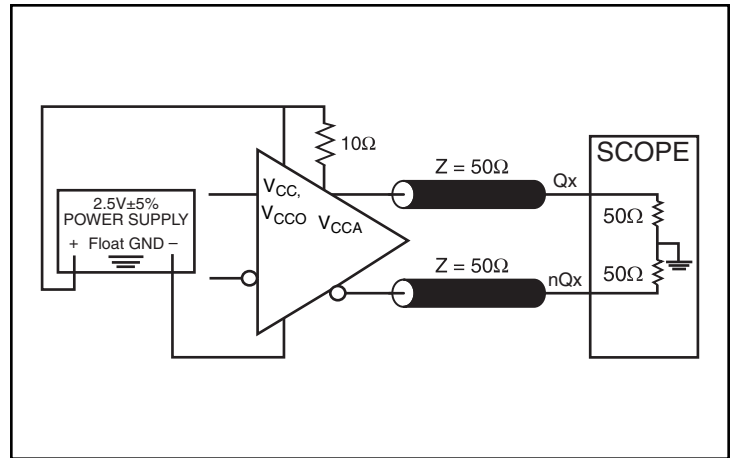 2.5V±5%
POWER SUPPLY
+ Float GND –
VCC,
VCCO
VCCA
10Ω
Z = 50Ω
Qx
Z = 50Ω
nQx
SCOPE
50Ω
50Ω